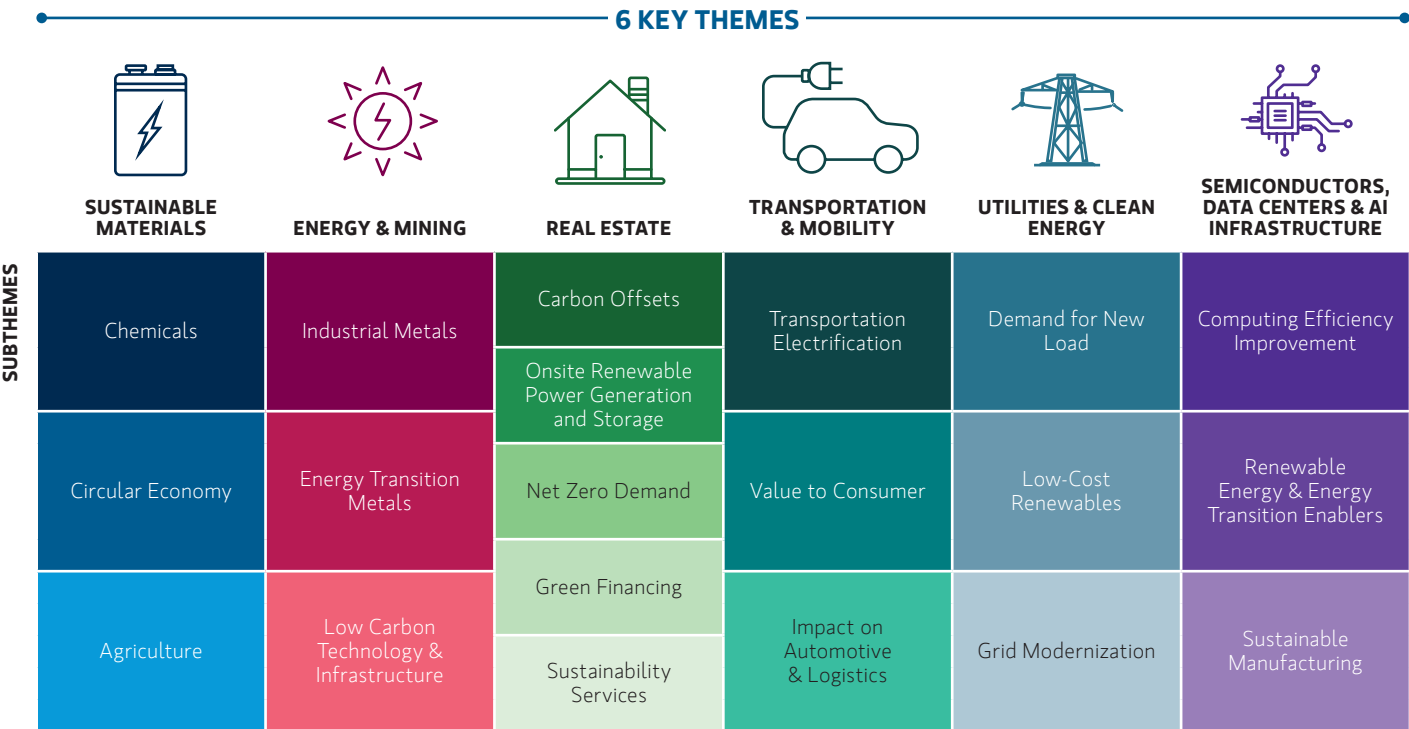 6 KEY THEMES
SUSTAINABLE
MATERIALS
ENERGY & MINING
REAL ESTATE
TRANSPORTATION
& MOBILITY
UTILITIES & CLEAN
ENERGY
SEMICONDUCTORS,
DATA CENTERS & AI
INFRASTRUCTURE
SUBTHEMES
Chemicals
Circular Economy
Agriculture
Industrial Metals
Energy Transition
Metals
Low Carbon
Technology &
Infrastructure
Carbon Offsets
Onsite Renewable
Power Generation
and Storage
Net Zero Demand
Green Financing
Sustainability
Services
Transportation
Electrification
Value to Consumer
Impact on
Automotive
& Logistics
Demand for New
Load
Low-Cost
Renewables
Grid Modernization
Computing Efficiency
Improvement
Renewable
Energy & Energy
Transition Enablers
Sustainable
Manufacturing